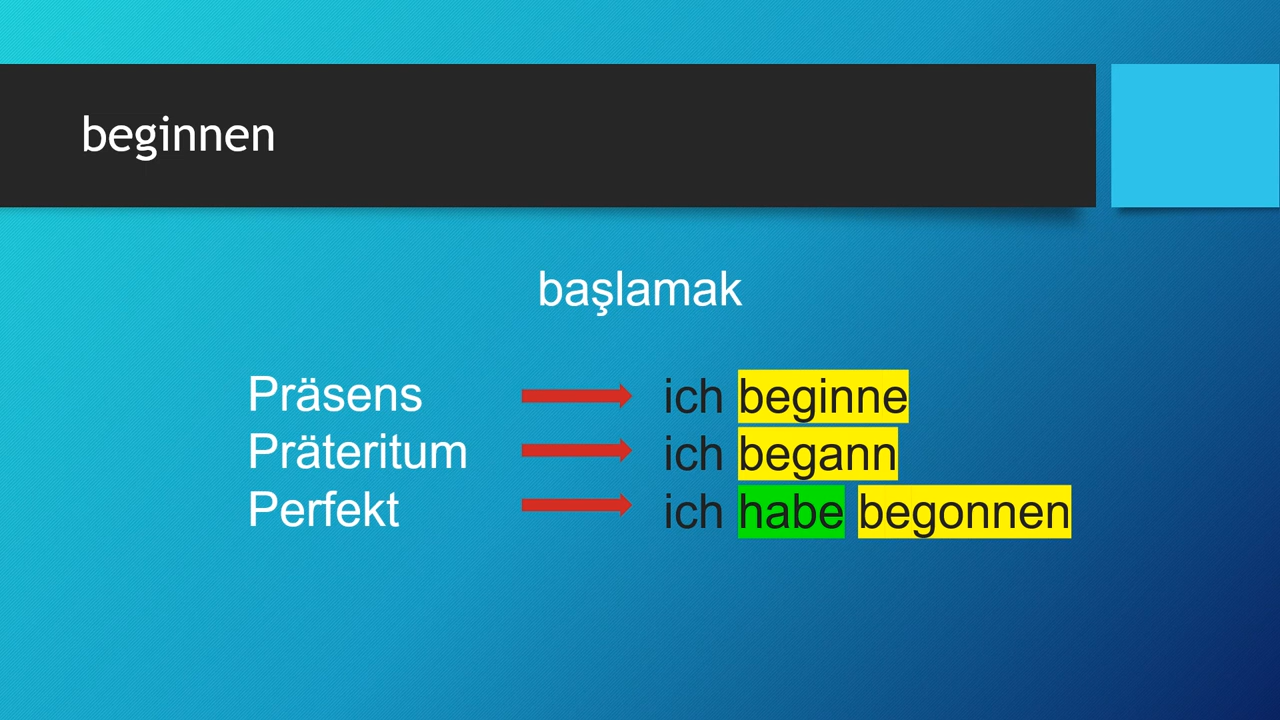 beginnen
başlamak
Präsens ich beginne
Präteritum ich begann
Perfekt ich habe begonnen